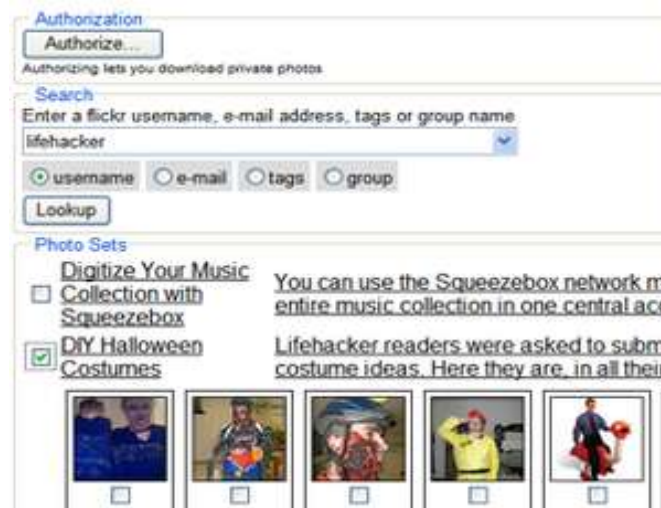 Authorization
Authorize...
Authorizing lets you download private photos
Search
Enter a flickr username, e-mail address, tags or group name
lifehacker
username e-mail tags group
Lookup
Photo Sets
Digitize Your Music
Collection with
Squeezebox
You can use the Squeezebox network m
entire music collection in one central acc
DIY Halloween
Costumes
Lifehacker readers were asked to subm
costume ideas. Here they are, in all their